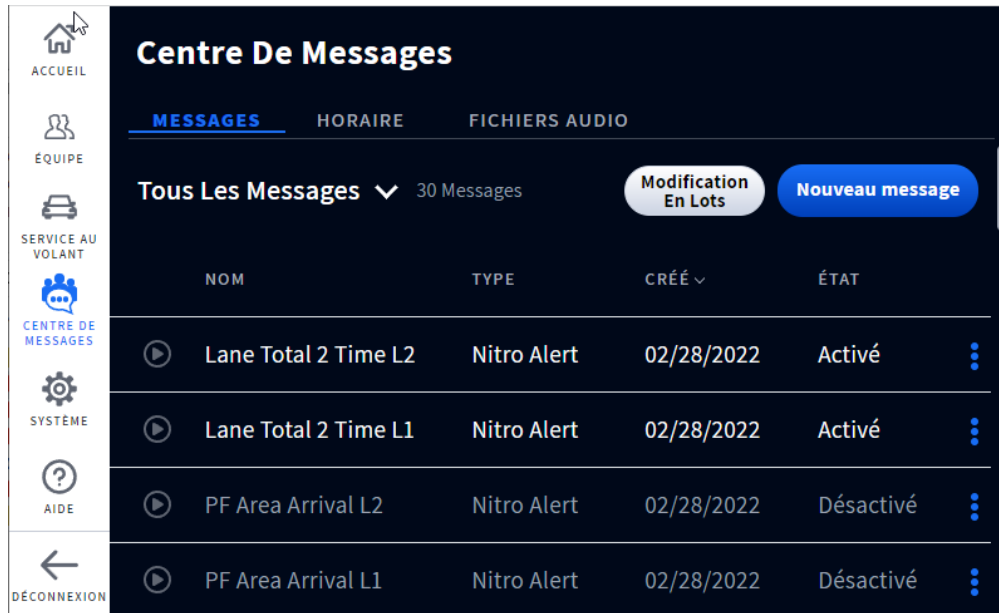 ACCUEIL
ÉQUIPE
SERVICE AU
VOLANT
CENTRE DE
MESSAGES
SYSTÈME
AIDE
DÉCONNEXION
Centre De Messages
MESSAGES HORAIRE FICHIERS AUDIO
Tous Les Messages 30 Messages
Modification
En Lots
Nouveau message
NOM TYPE CRÉÉ ÉTAT
Lane Total 2 Time L2 Nitro Alert 02/28/2022 Activé
Lane Total 2 Time L1 Nitro Alert 02/28/2022 Activé
PF Area Arrival L2 Nitro Alert 02/28/2022 Désactivé
PF Area Arrival L1 Nitro Alert 02/28/2022 Désactivé